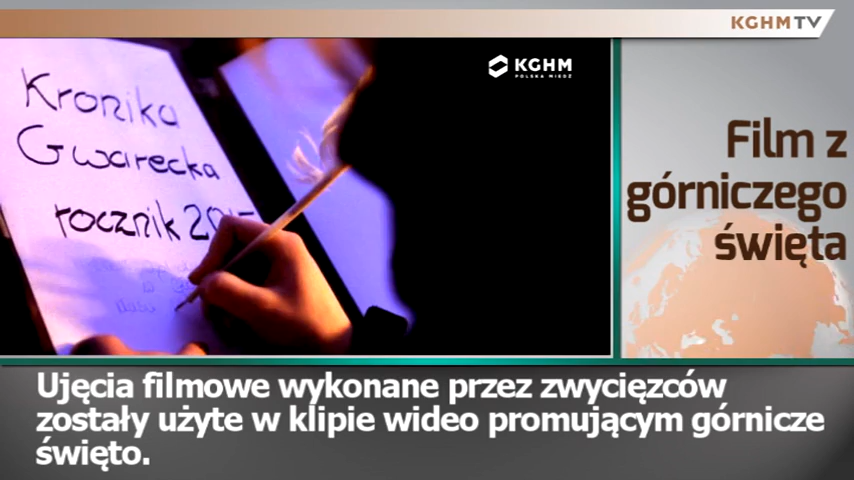 KGHM TV
Kronika
Gwarecka
rocznik
KGHM
POLSKA MIEDŹ
Film z
górniczego
święta
Ujęcia filmowe wykonane przez zwycięzców
zostały użyte w klipie wideo promującym górnicze
święto.